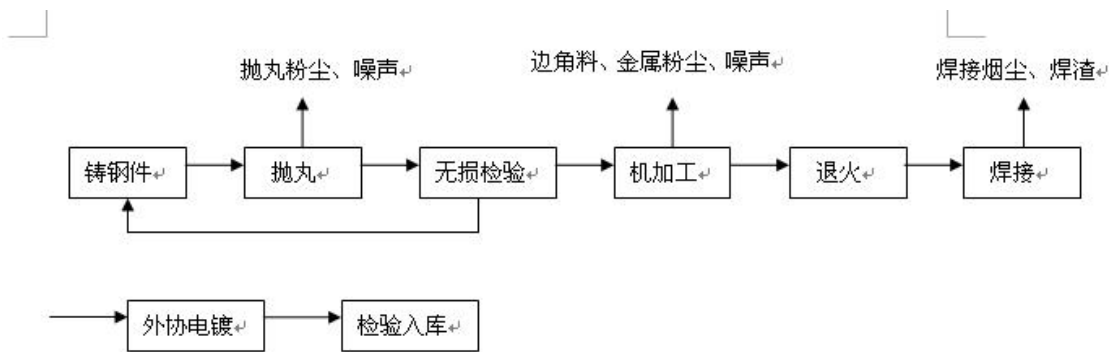 抛丸粉尘、噪声
边角料、金属粉尘、噪声
焊接烟尘、焊渣
铸钢件
抛丸
无损检验
机加工
退火
焊接
外协电镀
检验入库